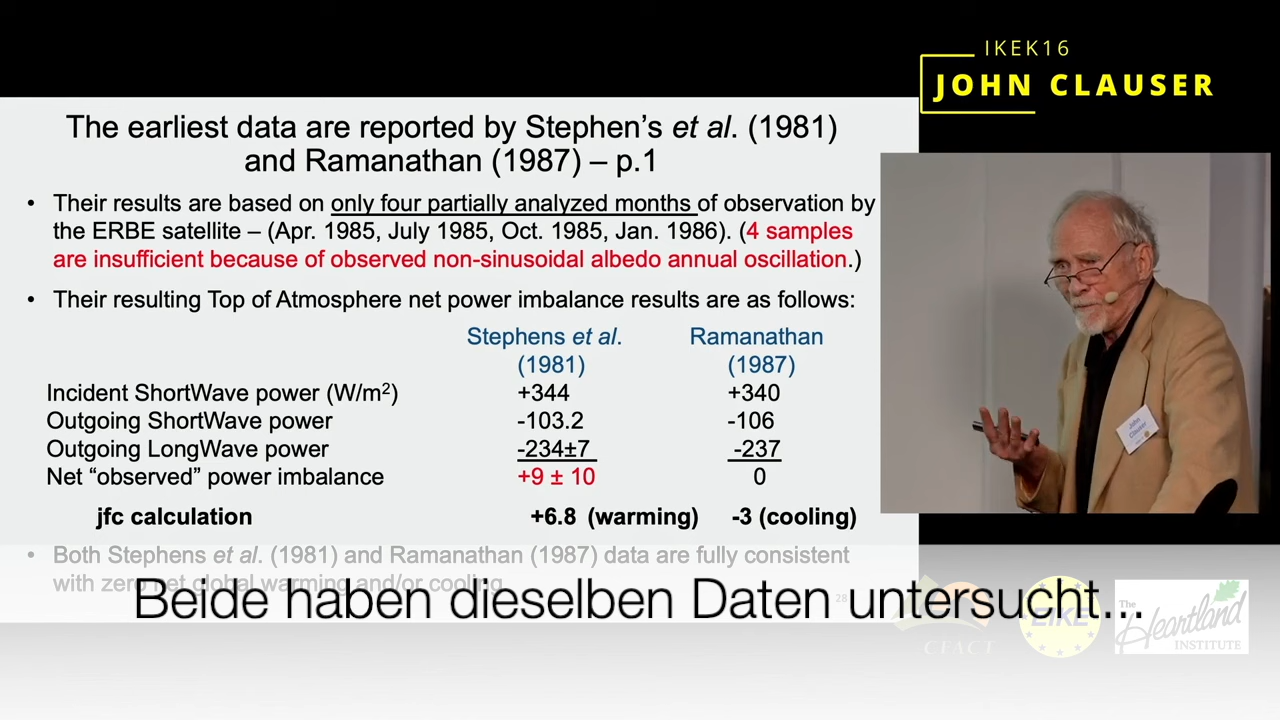 IKEK16
JOHN CLAUSER
The earliest data are reported by Stephen's et al. (1981)
and Ramanathan (1987) – p.1
• Their results are based on only four partially analyzed months of observation by
the ERBE satellite – (Apr. 1985, July 1985, Oct. 1985, Jan. 1986). (4 samples
are insufficient because of observed non-sinusoidal albedo annual oscillation.)
• Their resulting Top of Atmosphere net power imbalance results are as follows:
Stephens et al. Ramanathan
(1981) (1987)
Incident ShortWave power (W/m²) +344 +340
Outgoing ShortWave power -103.2 -106
Outgoing LongWave power -234±7 -237
Net “observed” power imbalance +9 ± 10 0
jfc calculation +6.8 (warming) -3 (cooling)
• Both Stephens et al. (1981) and Ramanathan (1987) data are fully consistent
with zero net global warming and/or cooling
28
Beide haben dieselben Daten untersucht...
John
Clauser
CFACT
EIKE
The
Heartland
INSTITUTE